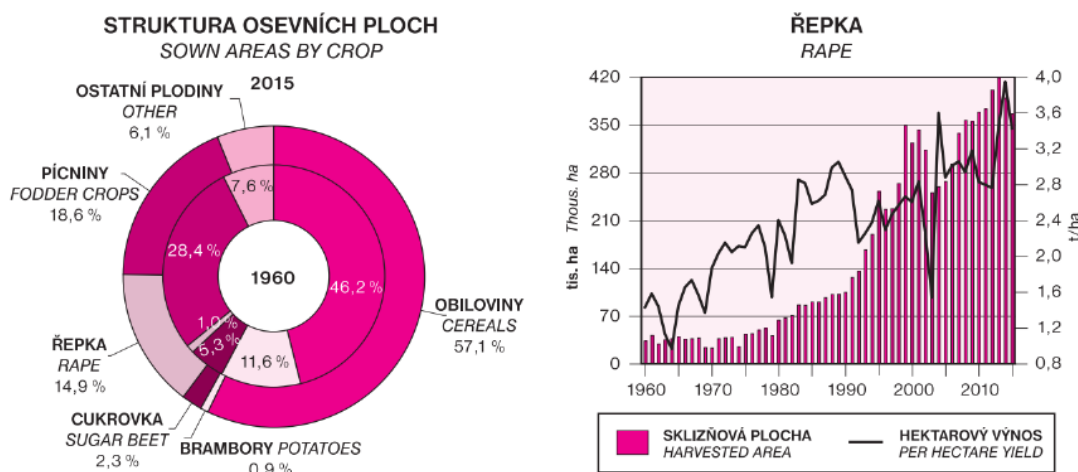 STRUKTURA OSEVNÍCH PLOCH
SOWN AREAS BY CROP
2015
OSTATNÍ PLODINY
OTHER
6,1 %
PÍCNINY
FODDER CROPS
18,6 %
7,6 %
28,4 %
1960
46,2 %
OBILOVINY
CEREALS
57,1 %
1,0 %
5,3 %
11,6 %
ŘEPKA
RAPE
14,9 %
CUKROVKA
SUGAR BEET
2,3 %
BRAMBORY POTATOES
0,9 %
ŘEPKA
RAPE
tis. ha Thous. ha
420
350
280
210
140
70
0
4,0
3,6
3,2
2,8
2,4
2,0
1,6
1,2
0,8
t/ha
1960 1970 1980 1990 2000 2010
SKLIZŇOVÁ PLOCHA
HARVESTED AREA
HEKTAROVÝ VÝNOS
PER HECTARE YIELD